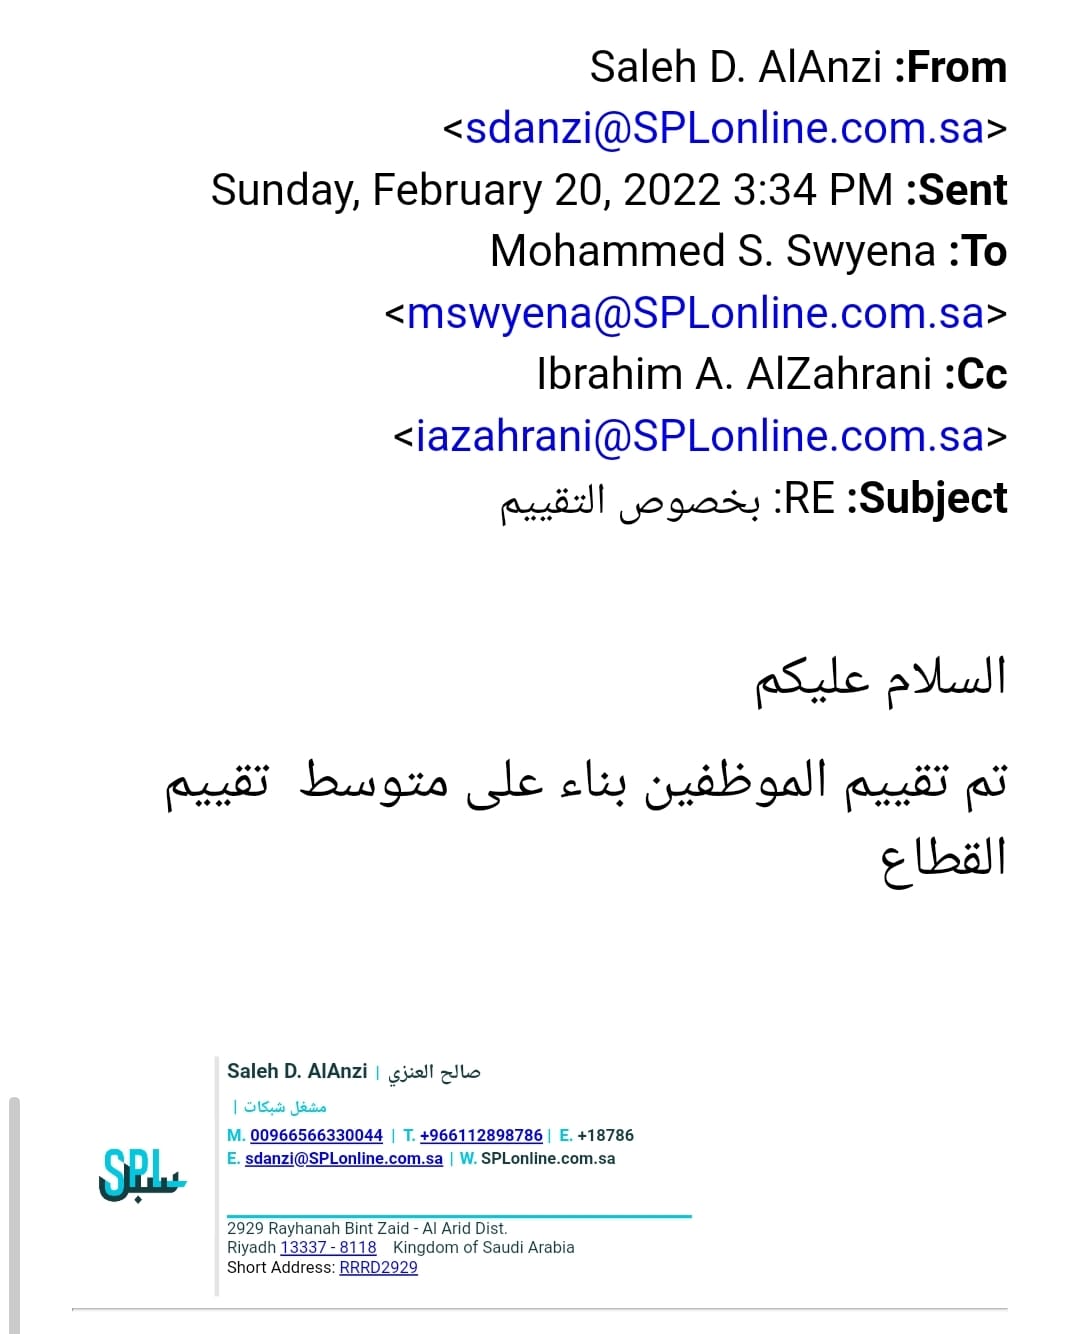 From: Saleh D. AlAnzi
<sdanzi@SPLonline.com.sa>
Sent: Sunday, February 20, 2022 3:34 PM
To: Mohammed S. Swyena
<mswyena@SPLonline.com.sa>
Cc: Ibrahim A. AlZahrani
<iazahrani@SPLonline.com.sa>
Subject: RE: بخصوص التقييم
السلام عليكم
تم تقييم الموظفين بناء على متوسط تقييم
القطاع
Saleh D. AlAnzi | صالح العنزي
| مشغل شبكات
M. 00966566330044 | T. +966112898786 | E. +18786
E. sdanzi@SPLonline.com.sa | W. SPLonline.com.sa
SPL سبل
2929 Rayhanah Bint Zaid - Al Arid Dist.
Riyadh 13337 - 8118 Kingdom of Saudi Arabia
Short Address: RRRD2929